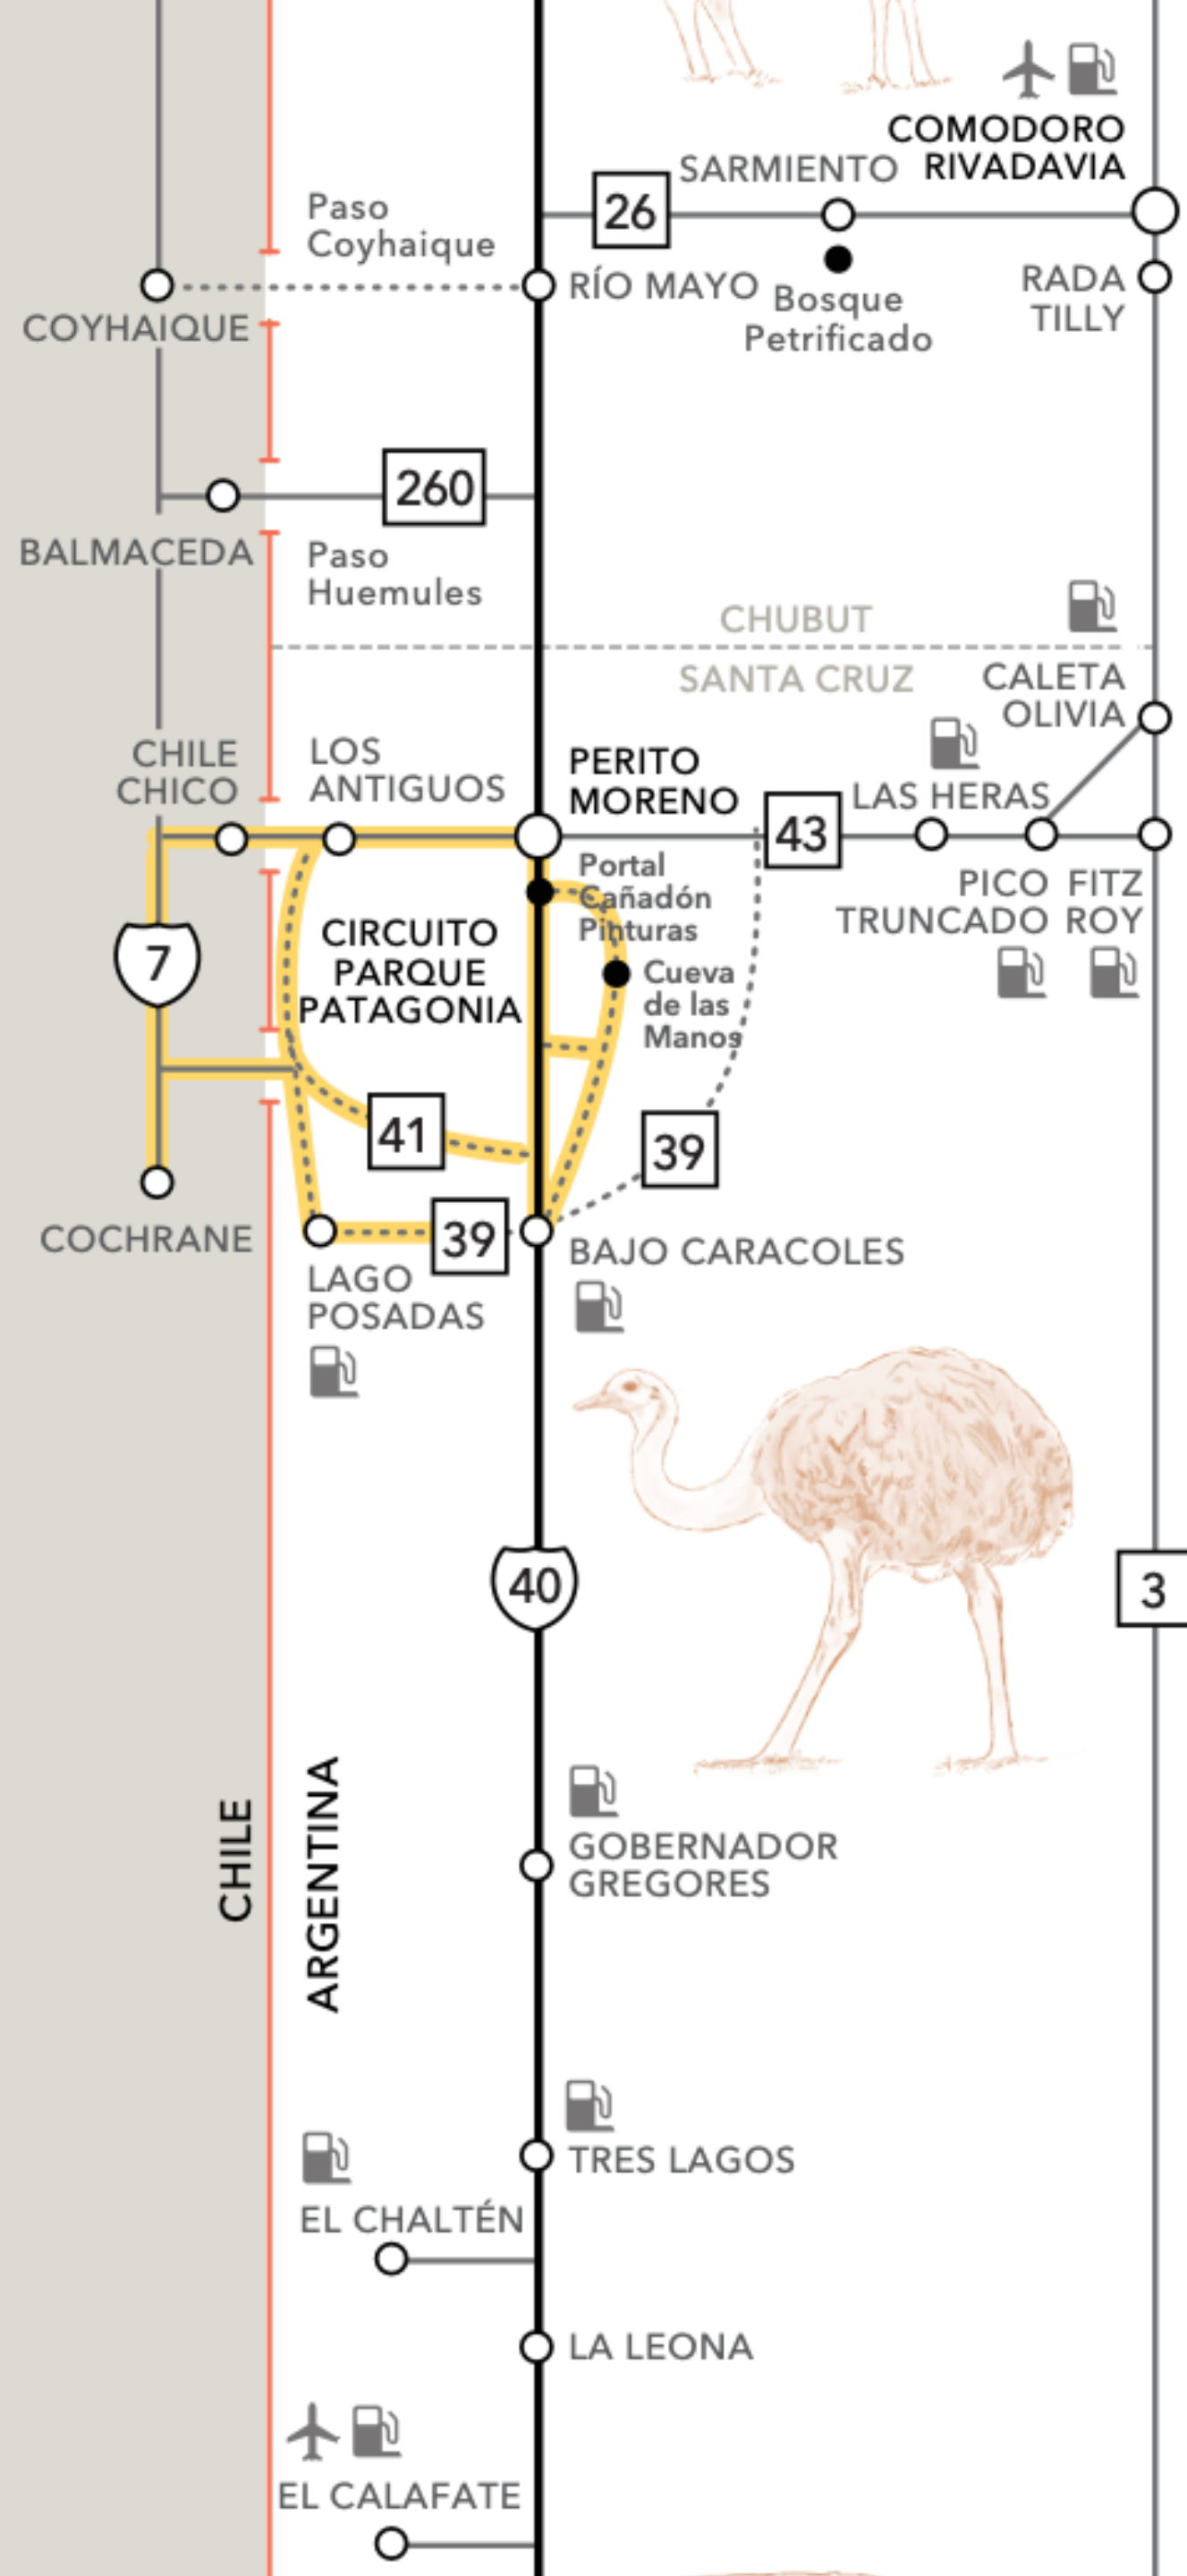 COMODORO
RIVADAVIA
SARMIENTO
26
Paso
Coyhaique
RÍO MAYO
Bosque
Petrificado
RADA
TILLY
COYHAIQUE
260
BALMACEDA
Paso
Huemules
CHUBUT
SANTA CRUZ
CALETA
OLIVIA
CHILE
CHICO
LOS
ANTIGUOS
PERITO
MORENO
43
LAS HERAS
PICO
TRUNCADO
FITZ
ROY
Portal
Cañadón
Pinturas
CIRCUITO
PARQUE
PATAGONIA
7
Cueva
de las
Manos
41
39
39
COCHRANE
BAJO CARACOLES
LAGO
POSADAS
40
3
CHILE
ARGENTINA
GOBERNADOR
GREGORES
TRES LAGOS
EL CHALTÉN
LA LEONA
EL CALAFATE